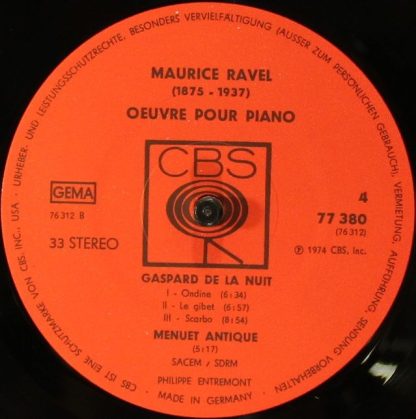 URHEBER- UND LEISTUNGSSCHUTZRECHTE, BESONDERS VERVIELFÄLTIGUNG (AUSSER ZUM PERSÖNLICHEN GEBRAUCH), VERMIETUNG, AUFFÜHRUNG, SENDUNG VORBEHALTEN
MAURICE RAVEL
(1875 - 1937)
OEUVRE POUR PIANO
CBS
GEMA
76 312 B
33 STEREO
4
77 380
(76 312)
Ⓟ 1974 CBS, Inc.
GASPARD DE LA NUIT
I - Ondine (6:34)
II - Le gibet (6:57)
III - Scarbo (8:54)
MENUET ANTIQUE
(5:17)
SACEM / SDRM
PHILIPPE ENTREMONT
MADE IN GERMANY
CBS IST EINE SCHUTZMARKE VON CBS, INC., USA